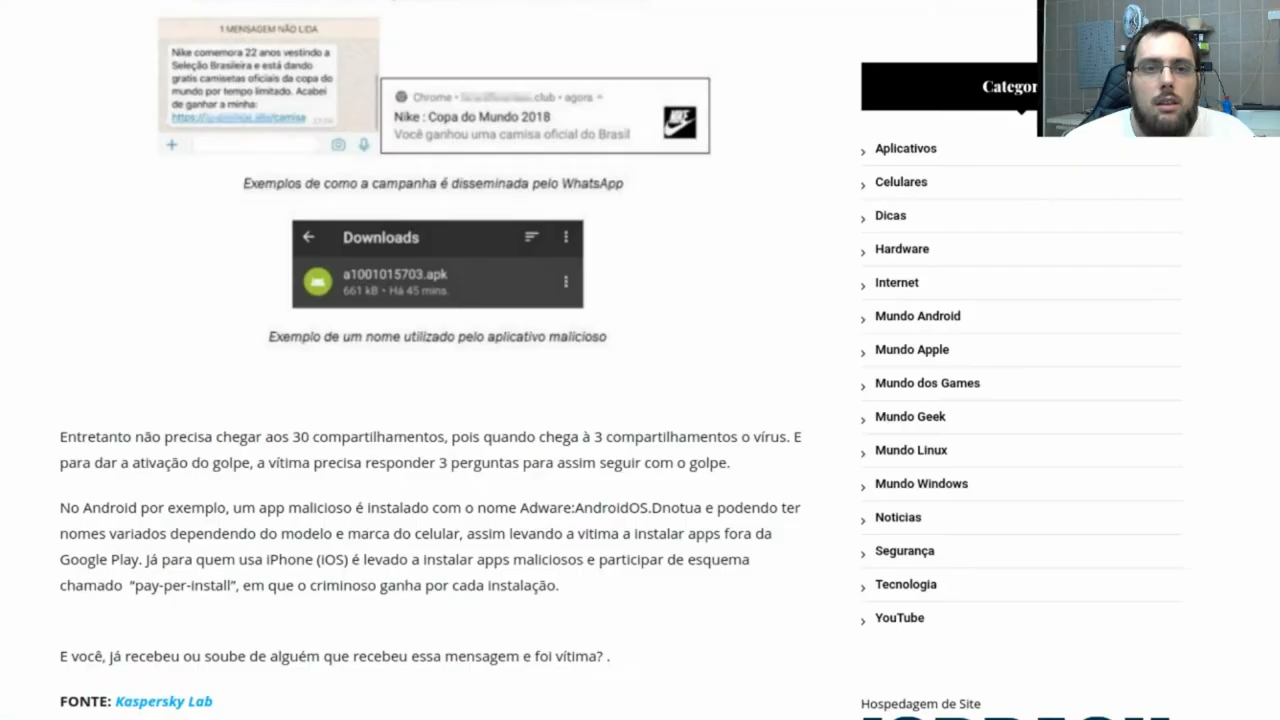 1 MENSAGEM NÃO LIDA
Nike comemora 22 anos vestindo a
Seleção Brasileira e está dando
gratis camisetas oficiais da copa do
mundo por tempo limitado. Acabei
de ganhar a minha:
Chrome • .club • agora
Nike : Copa do Mundo 2018
Você ganhou uma camisa oficial do Brasil
Exemplos de como a campanha é disseminada pelo WhatsApp
Downloads
a1001015703.apk
661 kB • Há 45 mins.
Exemplo de um nome utilizado pelo aplicativo malicioso
Entretanto não precisa chegar aos 30 compartilhamentos, pois quando chega à 3 compartilhamentos o vírus. E
para dar a ativação do golpe, a vítima precisa responder 3 perguntas para assim seguir com o golpe.
No Android por exemplo, um app malicioso é instalado com o nome Adware:AndroidOS.Dnotua e podendo ter
nomes variados dependendo do modelo e marca do celular, assim levando a vitima a instalar apps fora da
Google Play. Já para quem usa iPhone (iOS) é levado a instalar apps maliciosos e participar de esquema
chamado “pay-per-install”, em que o criminoso ganha por cada instalação.
E você, já recebeu ou soube de alguém que recebeu essa mensagem e foi vítima? .
FONTE: Kaspersky Lab
Categor
Aplicativos
Celulares
Dicas
Hardware
Internet
Mundo Android
Mundo Apple
Mundo dos Games
Mundo Geek
Mundo Linux
Mundo Windows
Noticias
Segurança
Tecnologia
YouTube
Hospedagem de Site